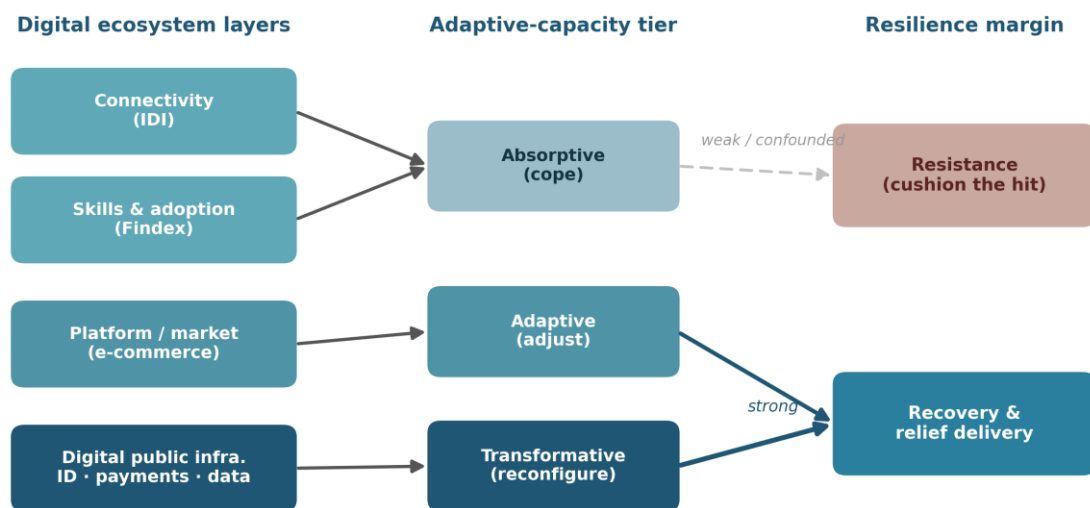 Digital ecosystem layers
Adaptive-capacity tier
Resilience margin
Connectivity
(IDI)
Skills & adoption
(Findex)
Platform / market
(e-commerce)
Digital public infra.
ID · payments · data
Absorptive
(cope)
Adaptive
(adjust)
Transformative
(reconfigure)
weak / confounded
strong
Resistance
(cushion the hit)
Recovery &
relief delivery